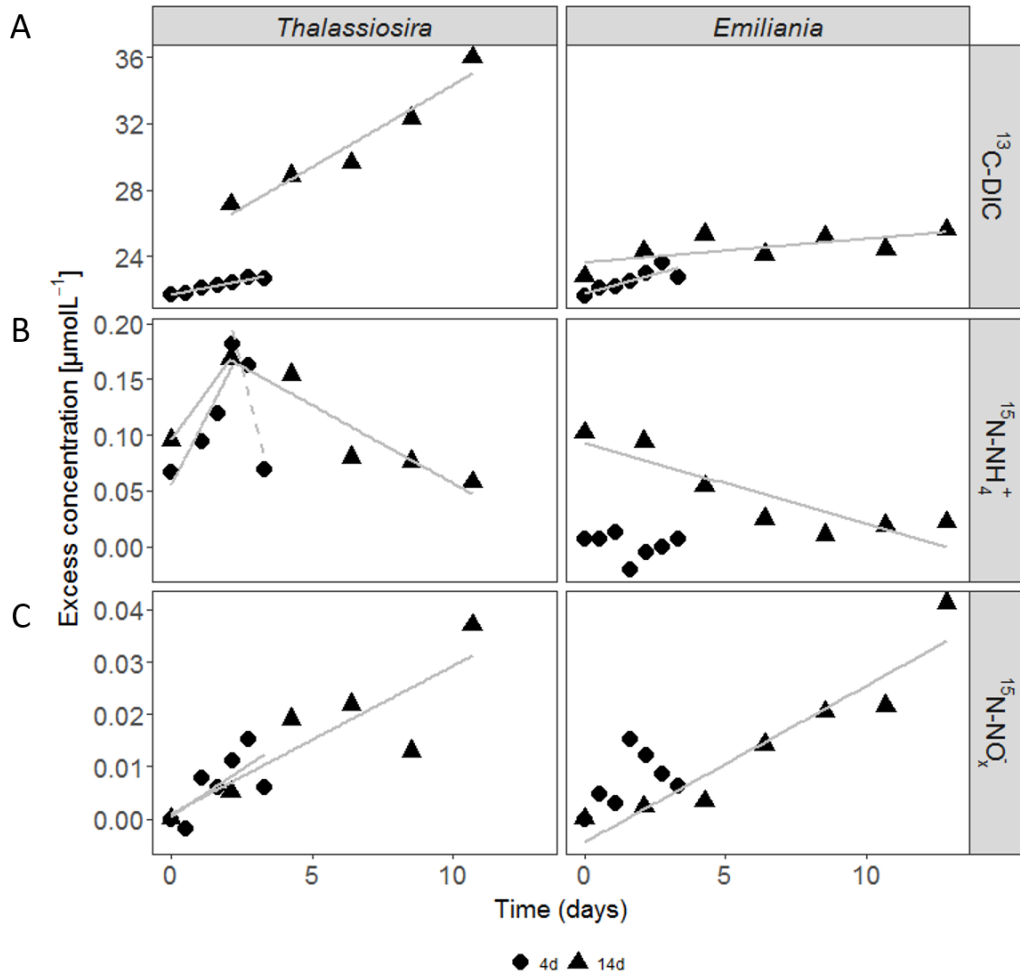 A
Thalassiosira
Emiliania
36
32
28
24
¹³C-DIC
B
0.20
0.15
0.10
0.05
0.00
¹⁵N-NH₄⁺
Excess concentration [µmolL⁻¹]
C
0.04
0.03
0.02
0.01
0.00
¹⁵N-NOₓ⁻
0 5 10 0 5 10
Time (days)
4d 14d